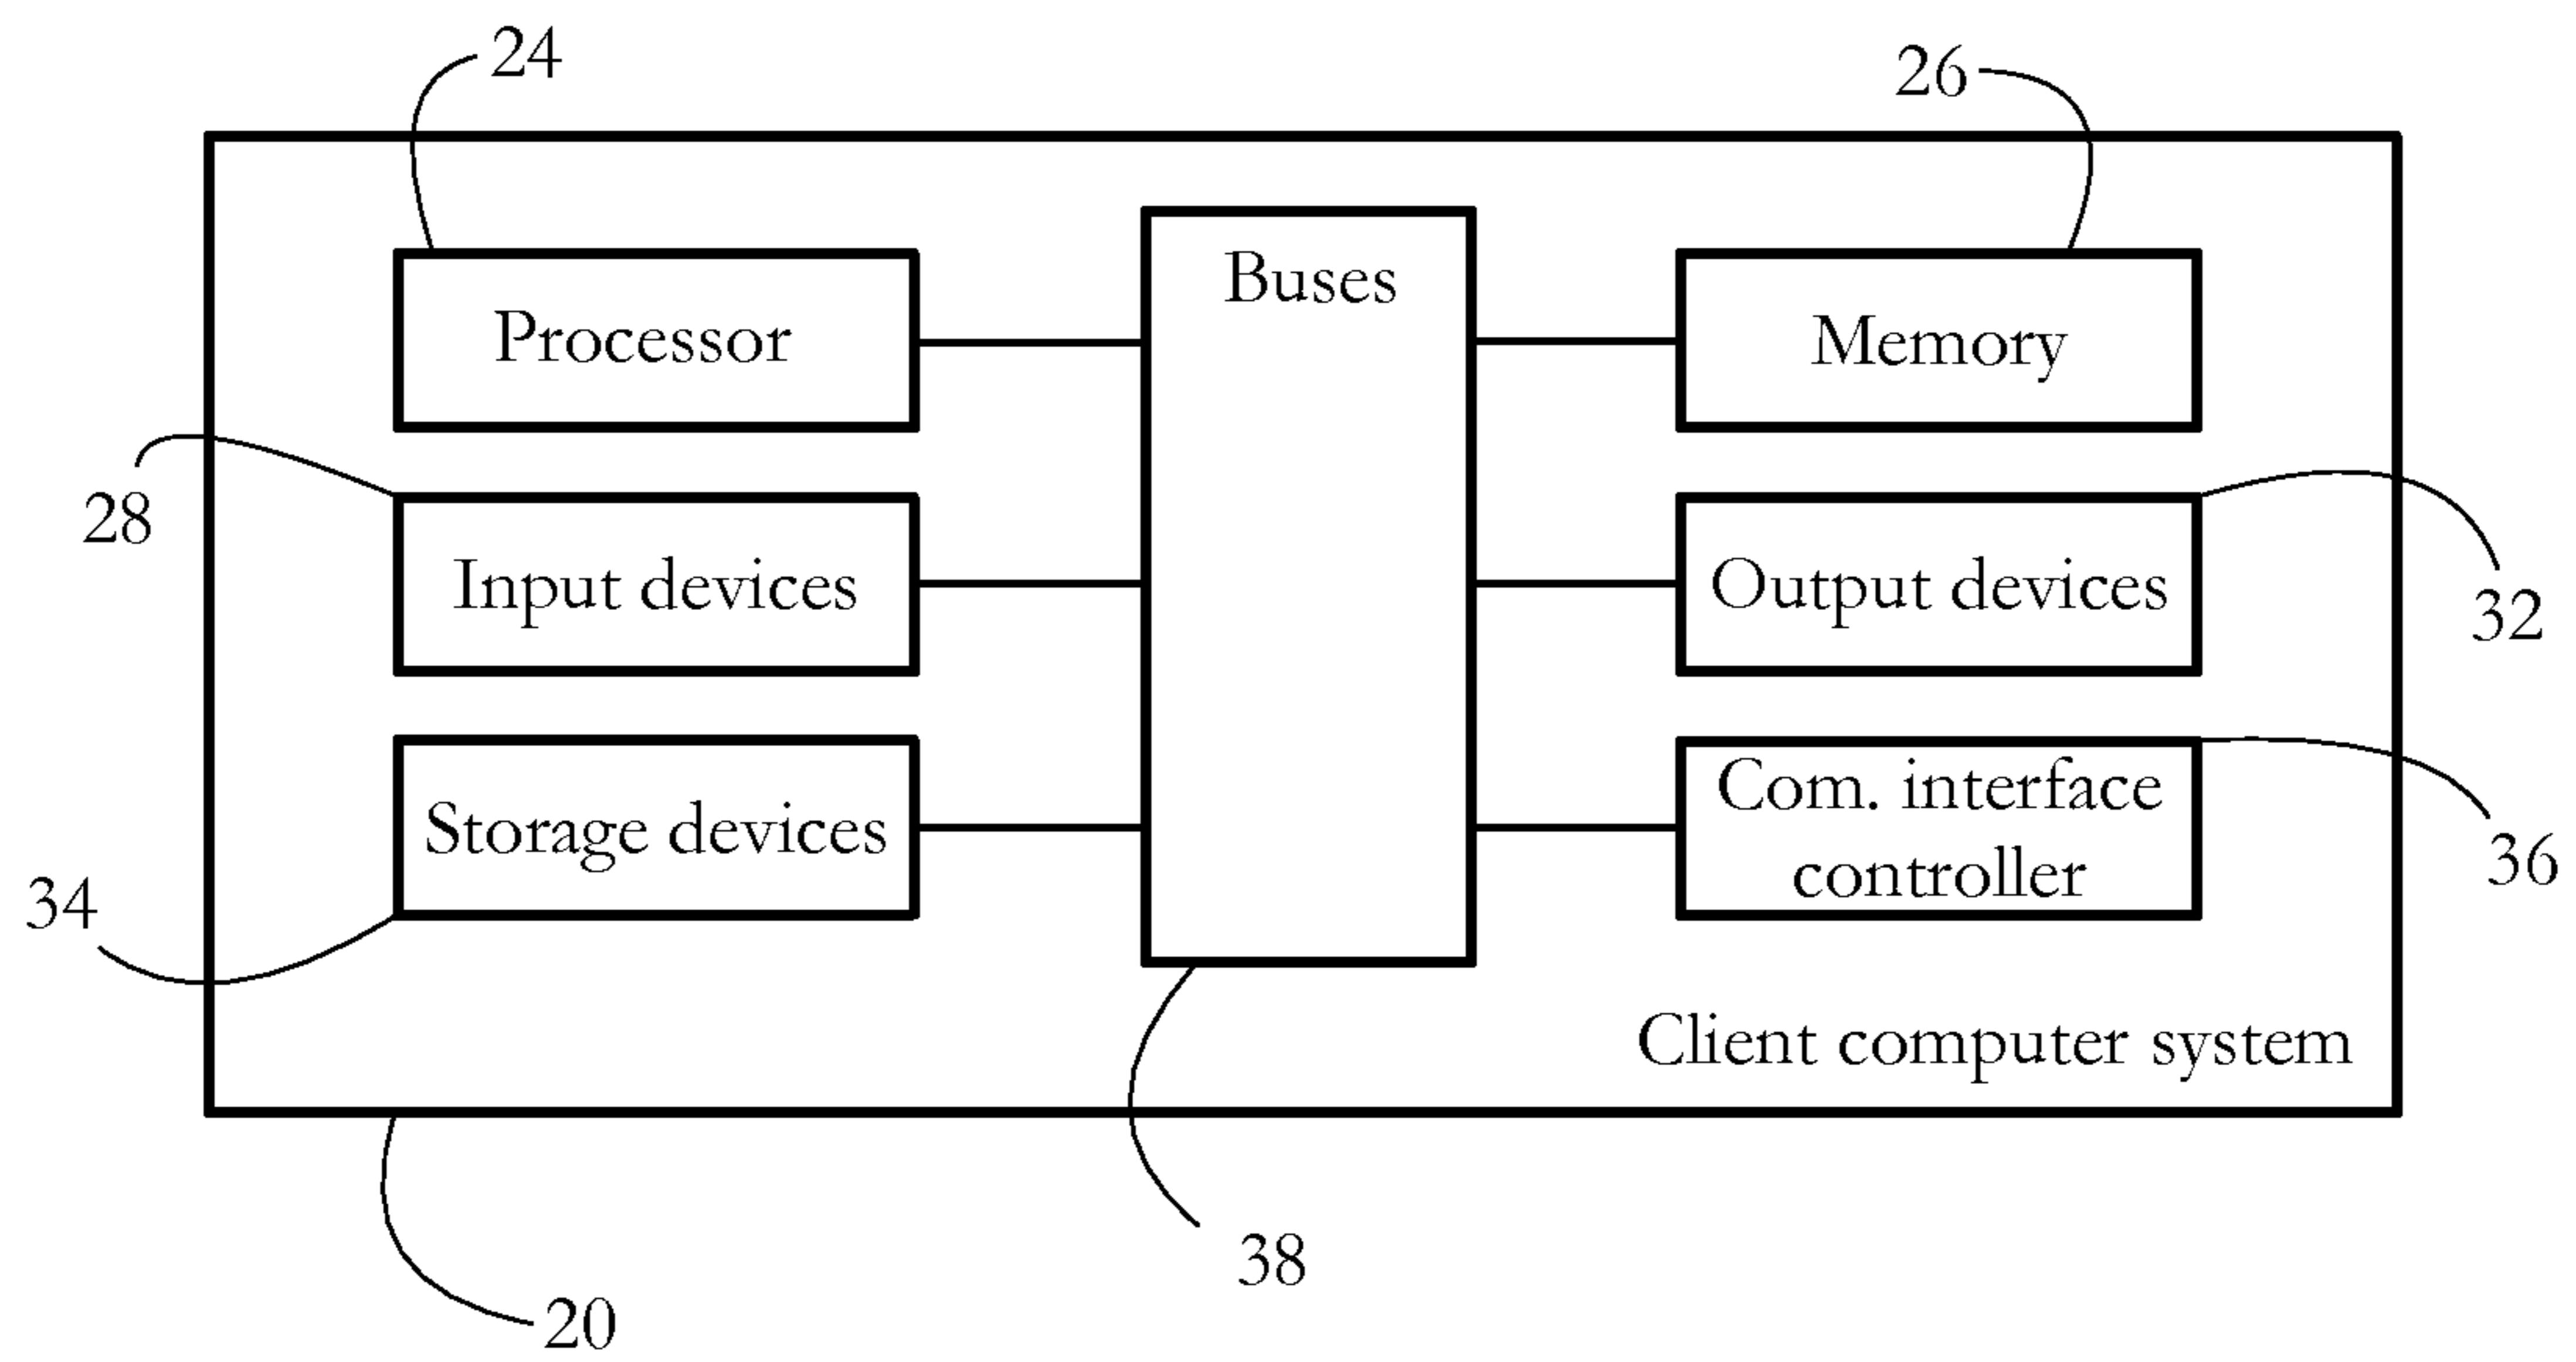 24
26
Buses
Processor
Memory
28
Input devices
Output devices
32
Storage devices
Com. interface
controller
34
36
Client computer system
38
20